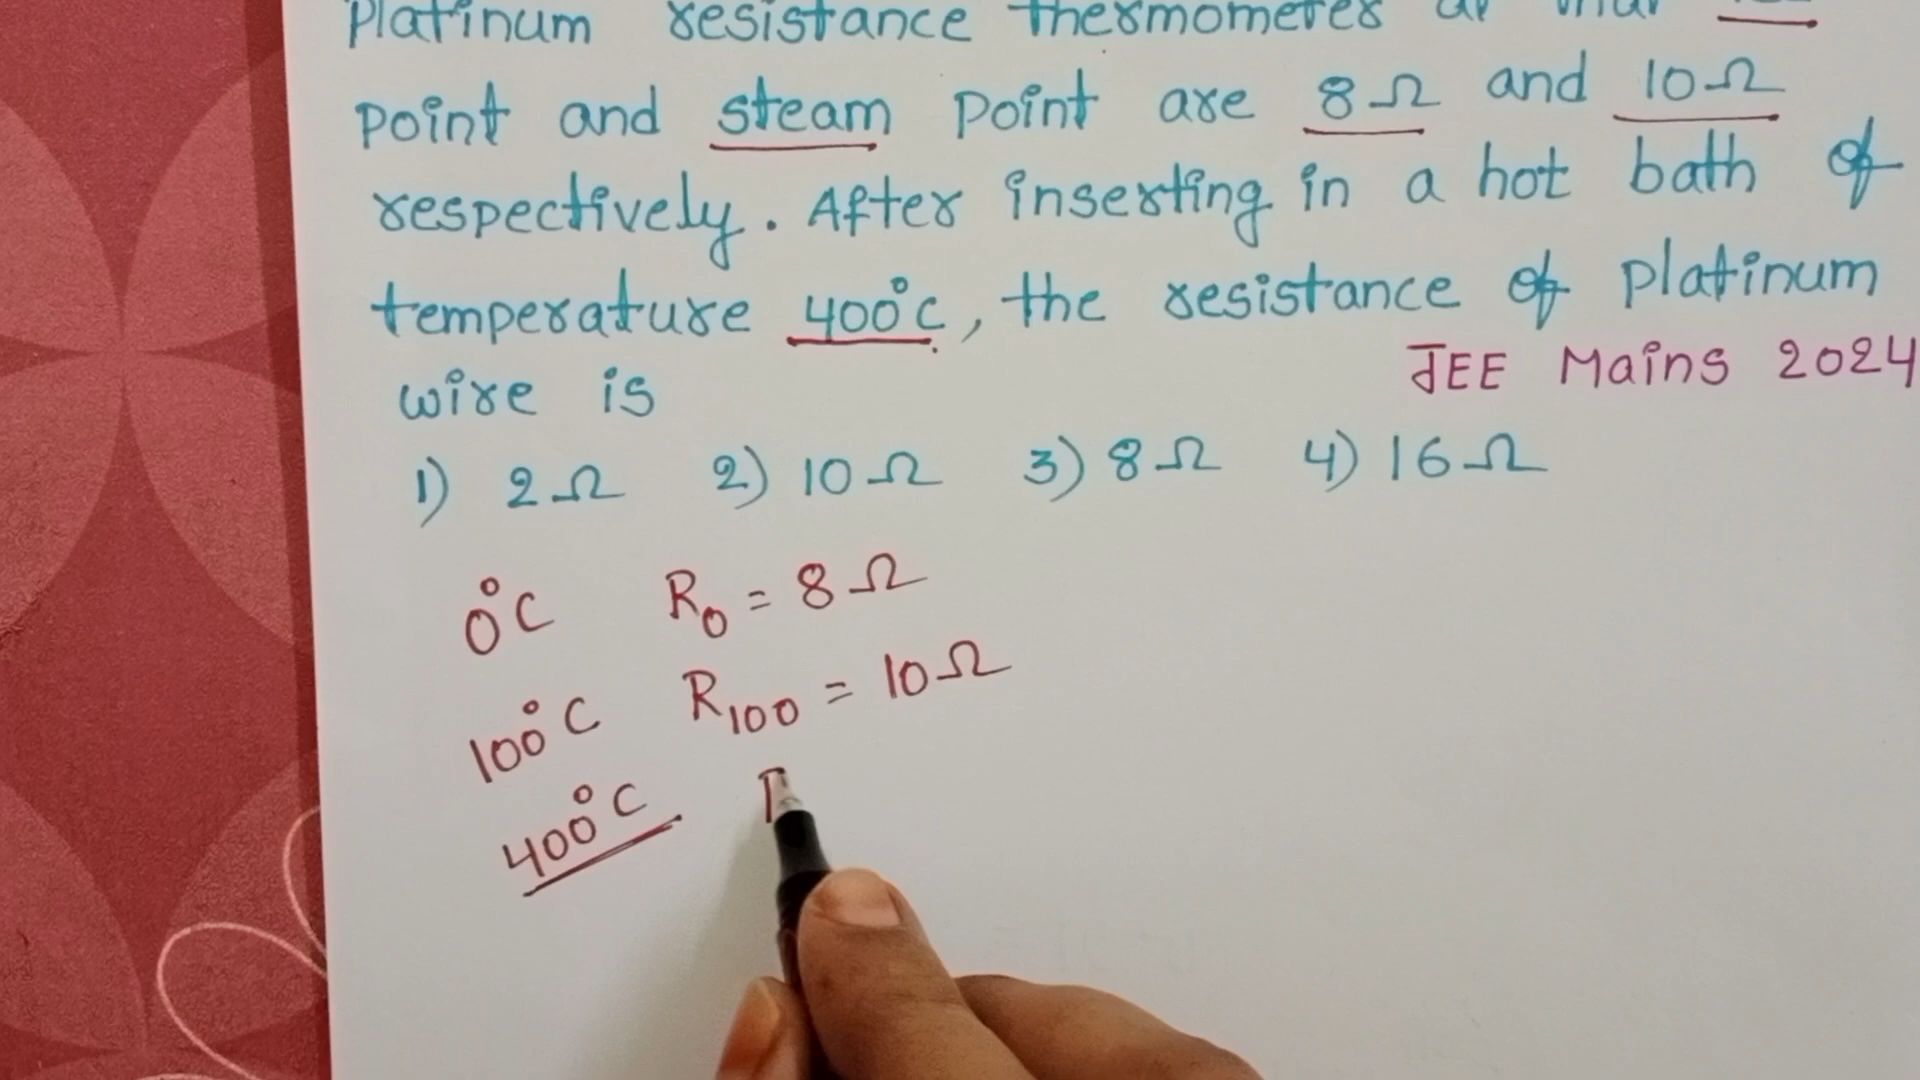 Platinum resistance thermometer at
point and steam point are 8Ω and 10Ω
respectively. After inserting in a hot bath of
temperature 400°C, the resistance of platinum
wire is
JEE Mains 2024
1) 2Ω 2) 10Ω 3) 8Ω 4) 16Ω
0°C R₀ = 8Ω
100°C R₁₀₀ = 10Ω
400°C